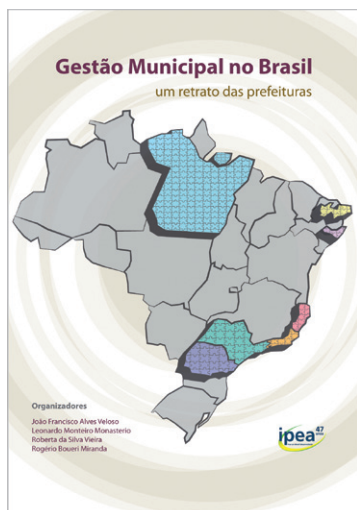 Gestão Municipal no Brasil
um retrato das prefeituras
Organizadores
João Francisco Alves Veloso
Leonardo Monteiro Monasterio
Roberta da Silva Vieira
Rogério Boueri Miranda
ipea 47